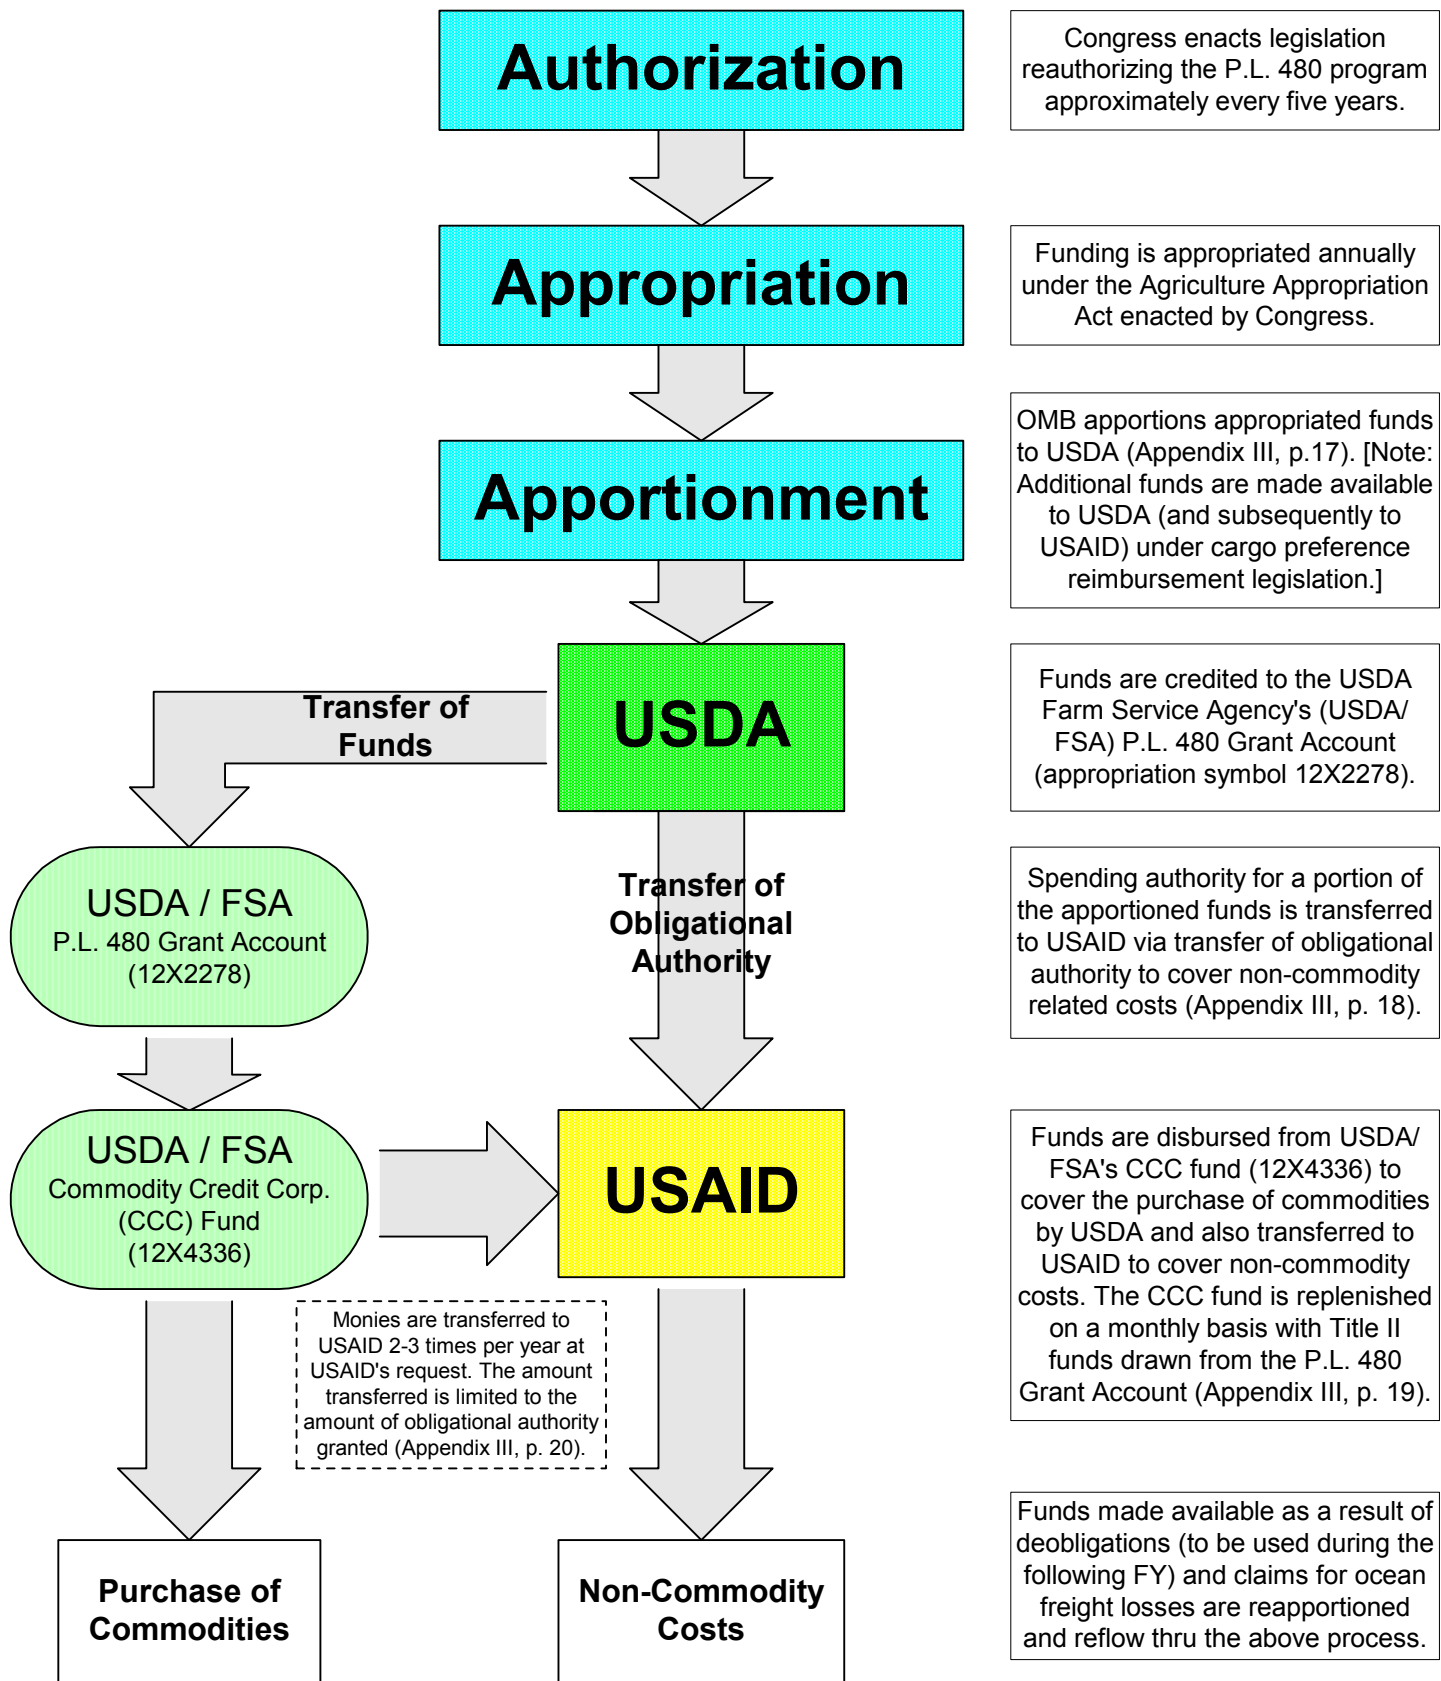 Authorization
Congress enacts legislation
reauthorizing the P.L. 480 program
approximately every five years.
Appropriation
Funding is appropriated annually
under the Agriculture Appropriation
Act enacted by Congress.
Apportionment
OMB apportions appropriated funds
to USDA (Appendix III, p.17). [Note:
Additional funds are made available
to USDA (and subsequently to
USAID) under cargo preference
reimbursement legislation.]
Transfer of
Funds
USDA
Funds are credited to the USDA
Farm Service Agency's (USDA/
FSA) P.L. 480 Grant Account
(appropriation symbol 12X2278).
USDA / FSA
P.L. 480 Grant Account
(12X2278)
Transfer of
Obligational
Authority
Spending authority for a portion of
the apportioned funds is transferred
to USAID via transfer of obligational
authority to cover non-commodity
related costs (Appendix III, p. 18).
USDA / FSA
Commodity Credit Corp.
(CCC) Fund
(12X4336)
USAID
Funds are disbursed from USDA/
FSA's CCC fund (12X4336) to
cover the purchase of commodities
by USDA and also transferred to
USAID to cover non-commodity
costs. The CCC fund is replenished
on a monthly basis with Title II
funds drawn from the P.L. 480
Grant Account (Appendix III, p. 19).
Monies are transferred to
USAID 2-3 times per year at
USAID's request. The amount
transferred is limited to the
amount of obligational authority
granted (Appendix III, p. 20).
Purchase of
Commodities
Non-Commodity
Costs
Funds made available as a result of
deobligations (to be used during the
following FY) and claims for ocean
freight losses are reapportioned
and reflow thru the above process.